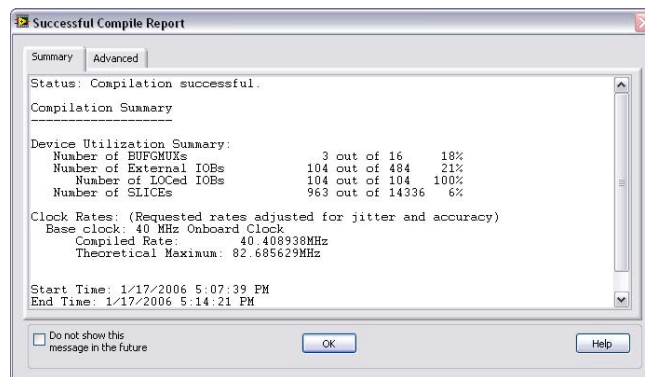 Successful Compile Report
Summary Advanced
Status: Compilation successful.
Compilation Summary
-------------------
Device Utilization Summary:
Number of BUFGMUXs 3 out of 16 18%
Number of External IOBs 104 out of 484 21%
Number of LOCed IOBs 104 out of 104 100%
Number of SLICEs 963 out of 14336 6%
Clock Rates: (Requested rates adjusted for jitter and accuracy)
Base clock: 40 MHz Onboard Clock
Compiled Rate: 40.408938MHz
Theoretical Maximum: 82.685629MHz
Start Time: 1/17/2006 5:07:39 PM
End Time: 1/17/2006 5:14:21 PM
Do not show this
message in the future
OK
Help